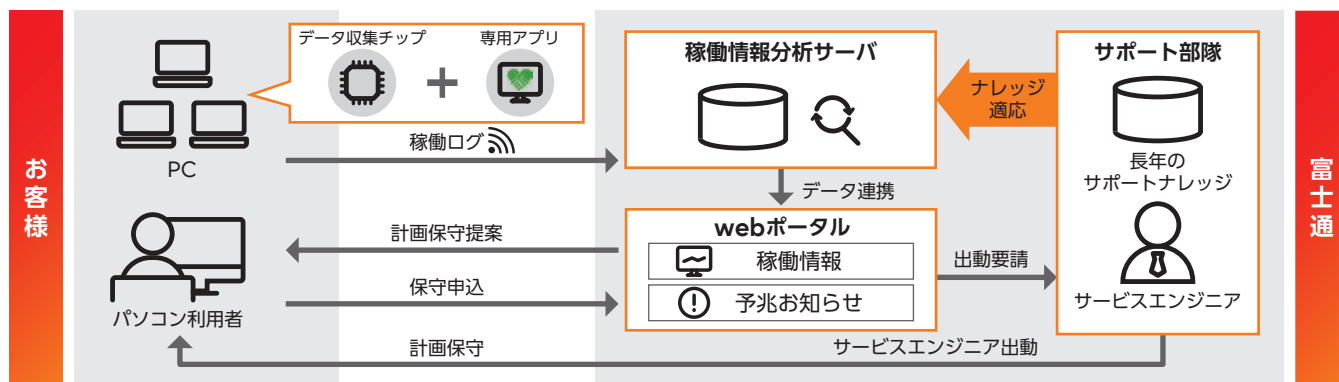 お客様
データ収集チップ
専用アプリ
PC
稼働ログ
稼働情報分析サーバ
ナレッジ
適応
サポート部隊
長年の
サポートナレッジ
サービスエンジニア
データ連携
webポータル
稼働情報
予兆お知らせ
計画保守提案
保守申込
出動要請
パソコン利用者
計画保守
サービスエンジニア出動
富士通